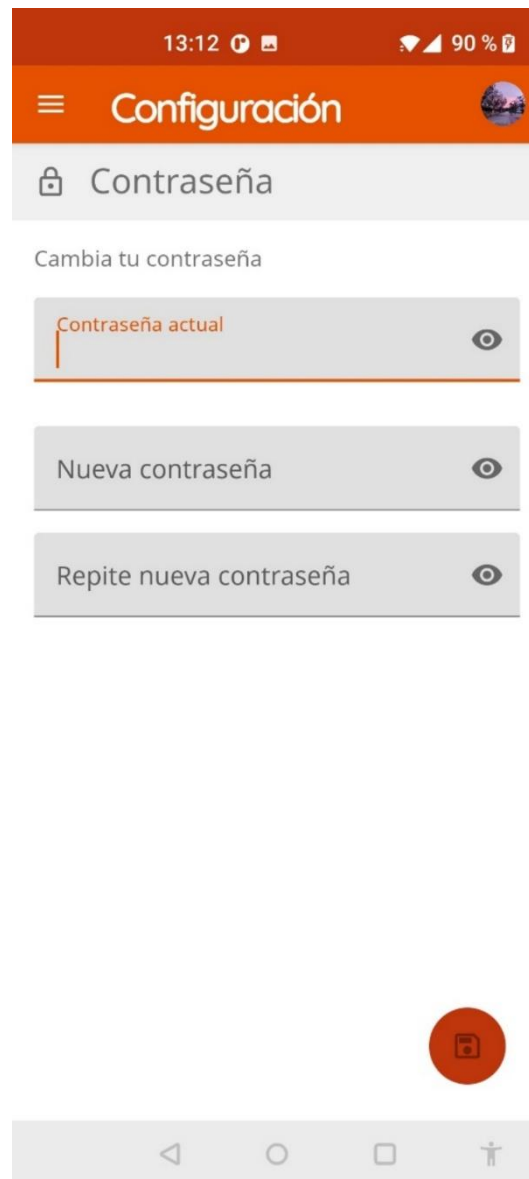 13:12 90 %
Configuración
Contraseña
Cambia tu contraseña
Contraseña actual
Nueva contraseña
Repite nueva contraseña